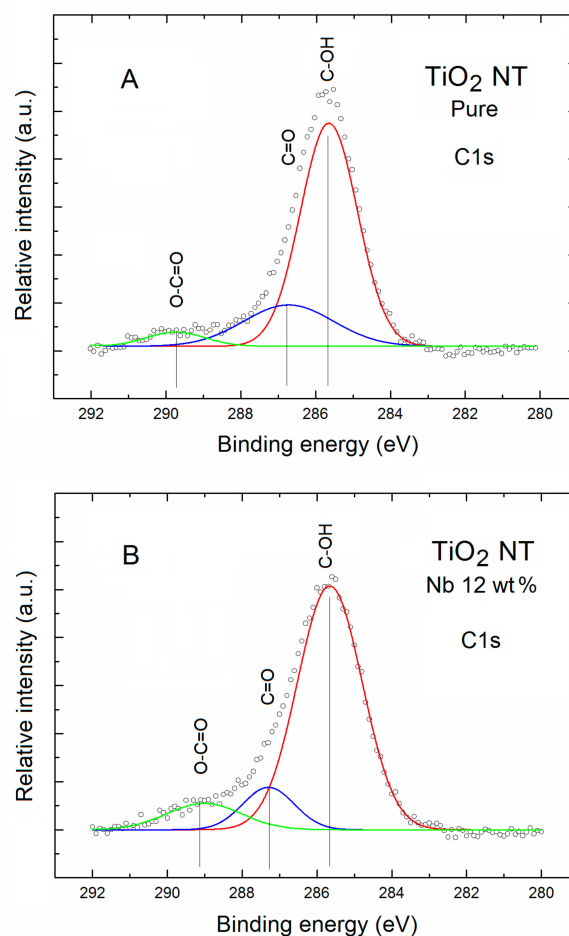 A
TiO₂ NT
Pure
C1s
C-OH
C=O
O-C=O
Relative intensity (a.u.)
292 290 288 286 284 282 280
Binding energy (eV)
B
TiO₂ NT
Nb 12 wt%
C1s
C-OH
C=O
O-C=O
Relative intensity (a.u.)
292 290 288 286 284 282 280
Binding energy (eV)